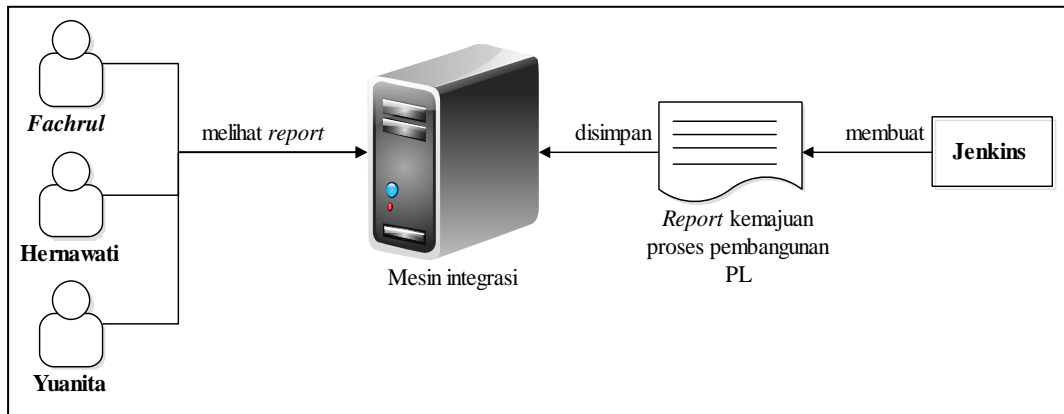 Fachrul
Hernawati
Yuanita
melihat report
Mesin integrasi
disimpan
Report kemajuan
proses pembangunan
PL
membuat
Jenkins